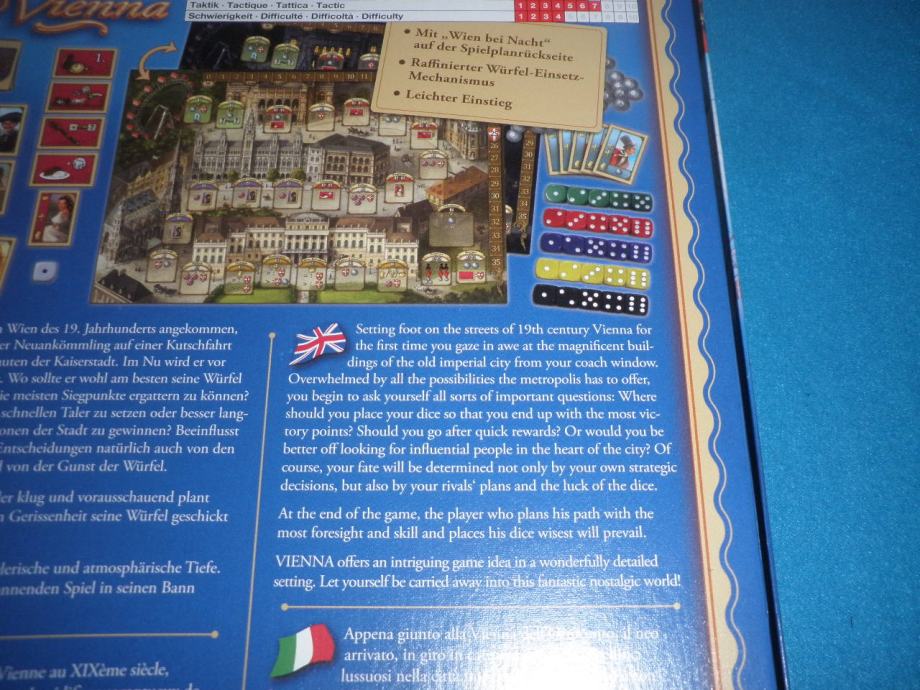 Vienna
Taktik · Tactique · Tattica · Tactic
1 2 3 4 5 6 7
Schwierigkeit · Difficulté · Difficoltà · Difficulty
1 2 3 4 5 6 7 8 9 10
• Mit „Wien bei Nacht“
auf der Spielplanrückseite
• Raffinierter Würfel-Einsetz-
Mechanismus
• Leichter Einstieg
Wien des 19. Jahrhunderts angekommen,
er Neuankömmling auf einer Kutschfahrt
auten der Kaiserstadt. Im Nu wird er vor
. Wo sollte er wohl am besten seine Würfel
ie meisten Siegpunkte ergattern zu können?
schnellen Taler zu setzen oder besser lang-
onen der Stadt zu gewinnen? Beeinflusst
Entscheidungen natürlich auch von den
von der Gunst der Würfel.
der klug und vorausschauend plant
Gerissenheit seine Würfel geschickt
lerische und atmosphärische Tiefe.
nnenden Spiel in seinen Bann
Vienne au XIXème siècle,
Setting foot on the streets of 19th century Vienna for
the first time you gaze in awe at the magnificent buil-
dings of the old imperial city from your coach window.
Overwhelmed by all the possibilities the metropolis has to offer,
you begin to ask yourself all sorts of important questions: Where
should you place your dice so that you end up with the most vic-
tory points? Should you go after quick rewards? Or would you be
better off looking for influential people in the heart of the city? Of
course, your fate will be determined not only by your own strategic
decisions, but also by your rivals‘ plans and the luck of the dice.
At the end of the game, the player who plans his path with the
most foresight and skill and places his dice wisest will prevail.
VIENNA offers an intriguing game idea in a wonderfully detailed
setting. Let yourself be carried away into this fantastic nostalgic world!
Appena giunto alla Vienna dell'Ottocento, il neo
arrivato, in giro in
lussuosi nella città